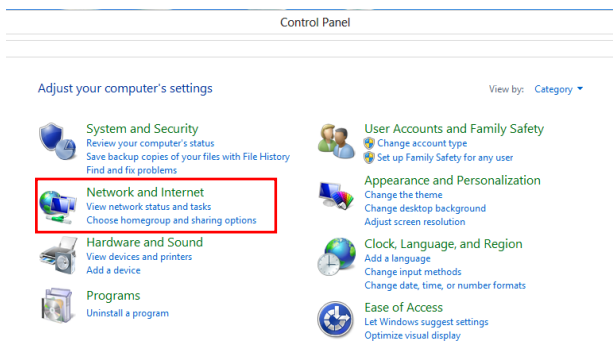 Control Panel
Adjust your computer's settings
View by: Category
System and Security
Review your computer's status
Save backup copies of your files with File History
Find and fix problems
Network and Internet
View network status and tasks
Choose homegroup and sharing options
Hardware and Sound
View devices and printers
Add a device
Programs
Uninstall a program
User Accounts and Family Safety
Change account type
Set up Family Safety for any user
Appearance and Personalization
Change the theme
Change desktop background
Adjust screen resolution
Clock, Language, and Region
Add a language
Change input methods
Change date, time, or number formats
Ease of Access
Let Windows suggest settings
Optimize visual display